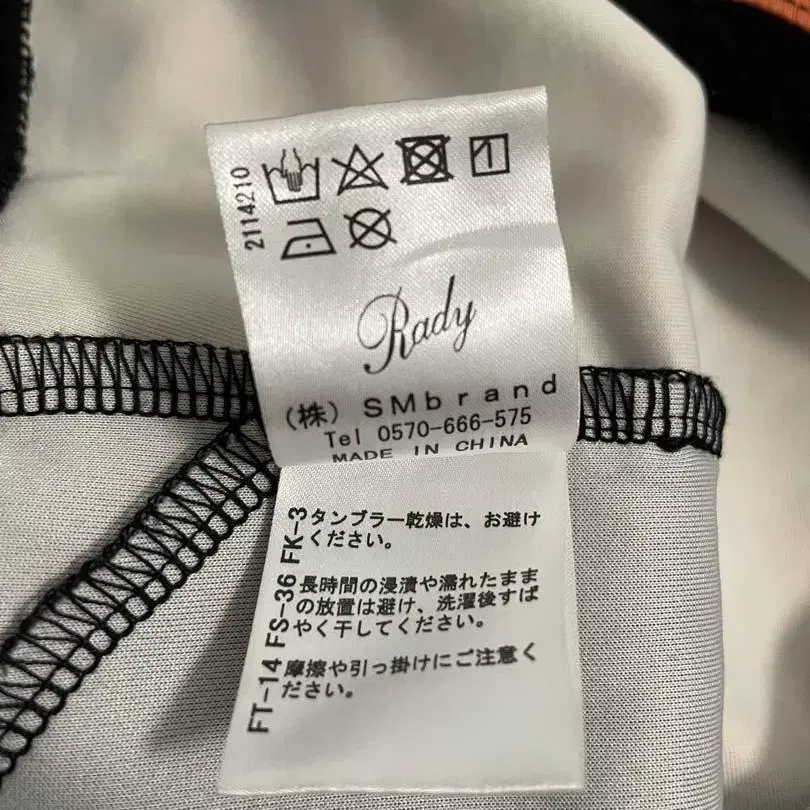 2114210
Rady
(株) SMbrand
Tel 0570-666-575
MADE IN CHINA
FK-3
タンブラー乾燥は、お避け
ください。
FS-36
長時間の浸漬や濡れたまま
の放置は避け、洗濯後すば
やく干してください。
FT-14
摩擦や引っ掛けにご注意く
ださい。